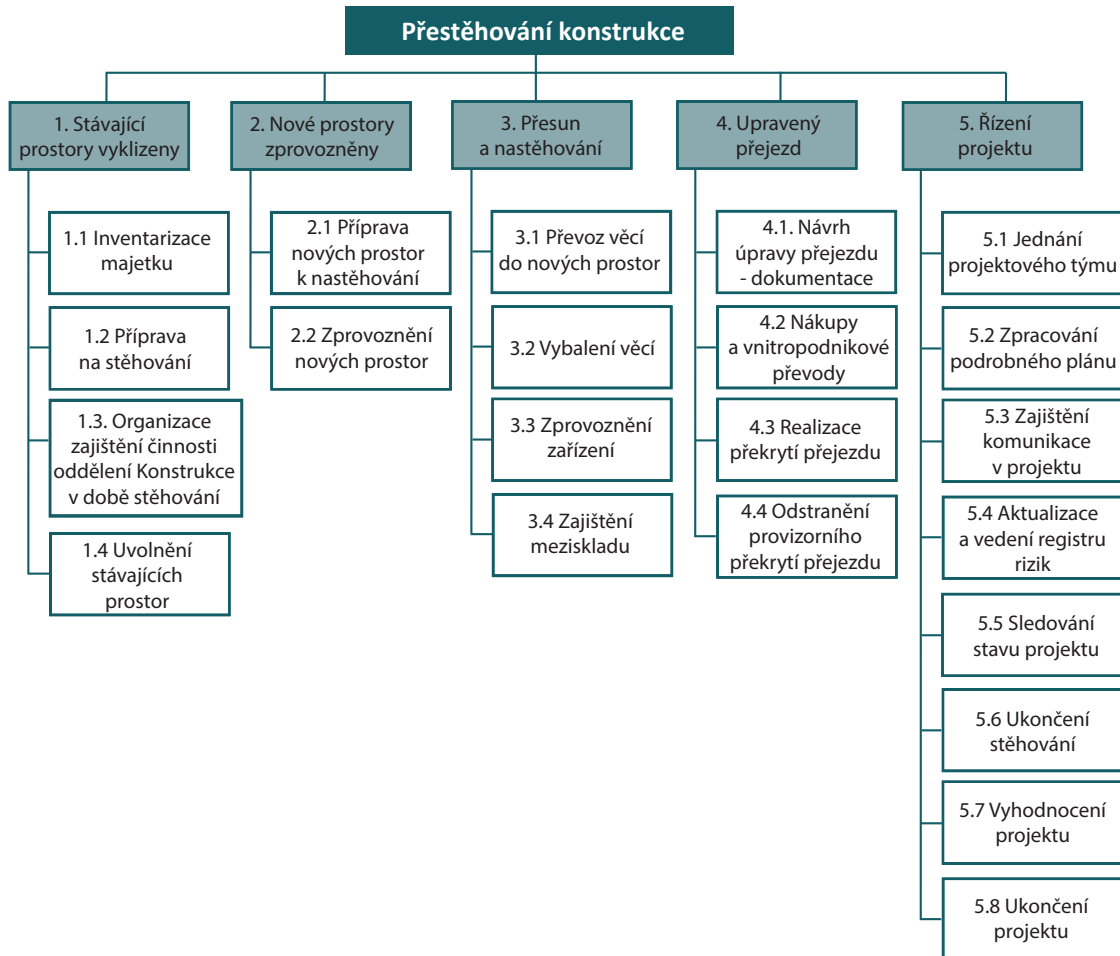 Přestěhování konstrukce
1. Stávající
prostory vyklizeny
2. Nové prostory
zprovozněny
3. Přesun
a nastěhování
4. Upravený
přejezd
5. Řízení
projektu
1.1 Inventarizace
majetku
1.2 Příprava
na stěhování
1.3. Organizace
zajištění činnosti
oddělení Konstrukce
v době stěhování
1.4 Uvolnění
stávajících
prostor
2.1 Příprava
nových prostor
k nastěhování
2.2 Zprovoznění
nových prostor
3.1 Převoz věcí
do nových prostor
3.2 Vybalení věcí
3.3 Zprovoznění
zařízení
3.4 Zajištění
meziskladu
4.1. Návrh
úpravy přejezdu
- dokumentace
4.2 Nákupy
a vnitropodnikové
převody
4.3 Realizace
překrytí přejezdu
4.4 Odstranění
provizorního
překrytí přejezdu
5.1 Jednání
projektového týmu
5.2 Zpracování
podrobného plánu
5.3 Zajištění
komunikace
v projektu
5.4 Aktualizace
a vedení registru
rizik
5.5 Sledování
stavu projektu
5.6 Ukončení
stěhování
5.7 Vyhodnocení
projektu
5.8 Ukončení
projektu